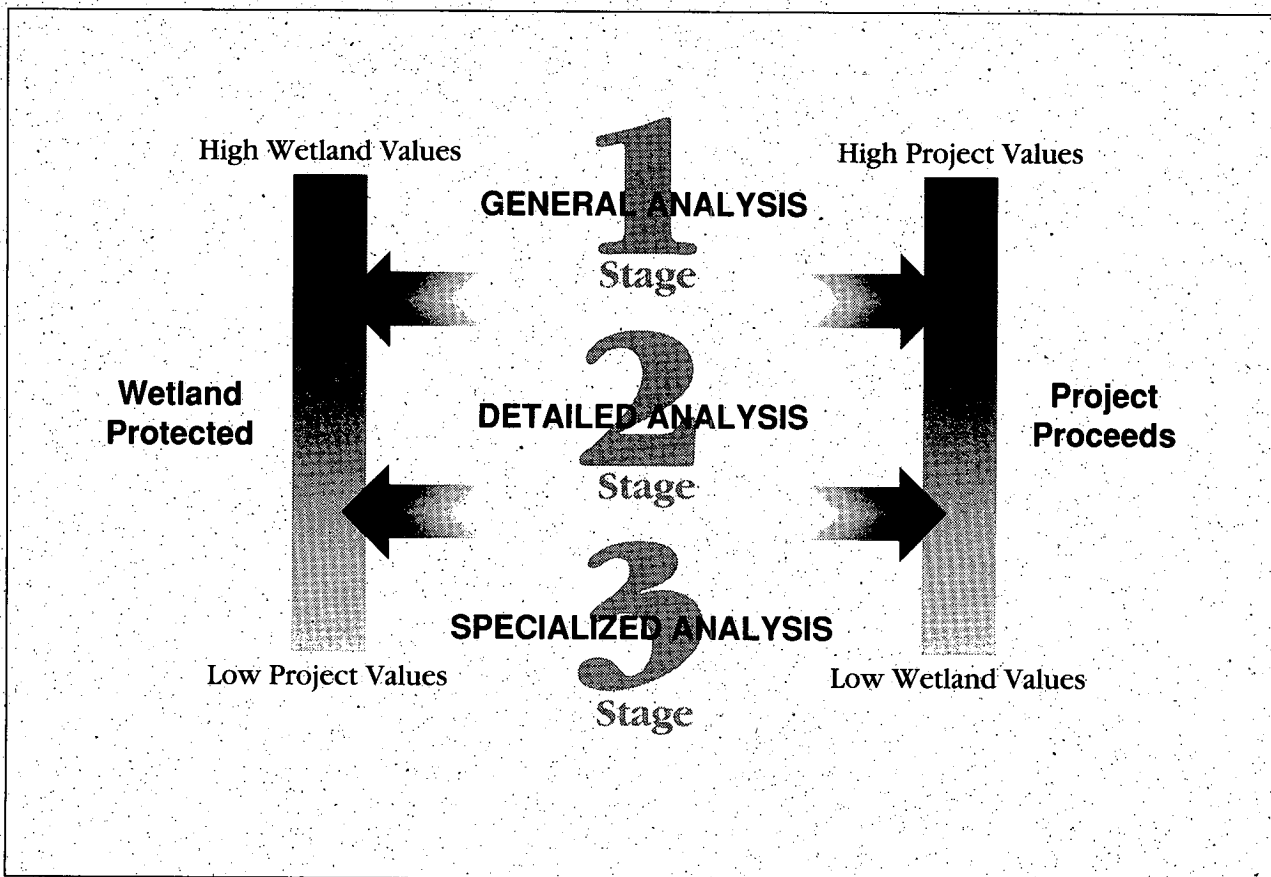 High Wetland Values
High Project Values
1
GENERAL ANALYSIS
Stage
Wetland
Protected
2
DETAILED ANALYSIS
Stage
Project
Proceeds
3
SPECIALIZED ANALYSIS
Stage
Low Project Values
Low Wetland Values